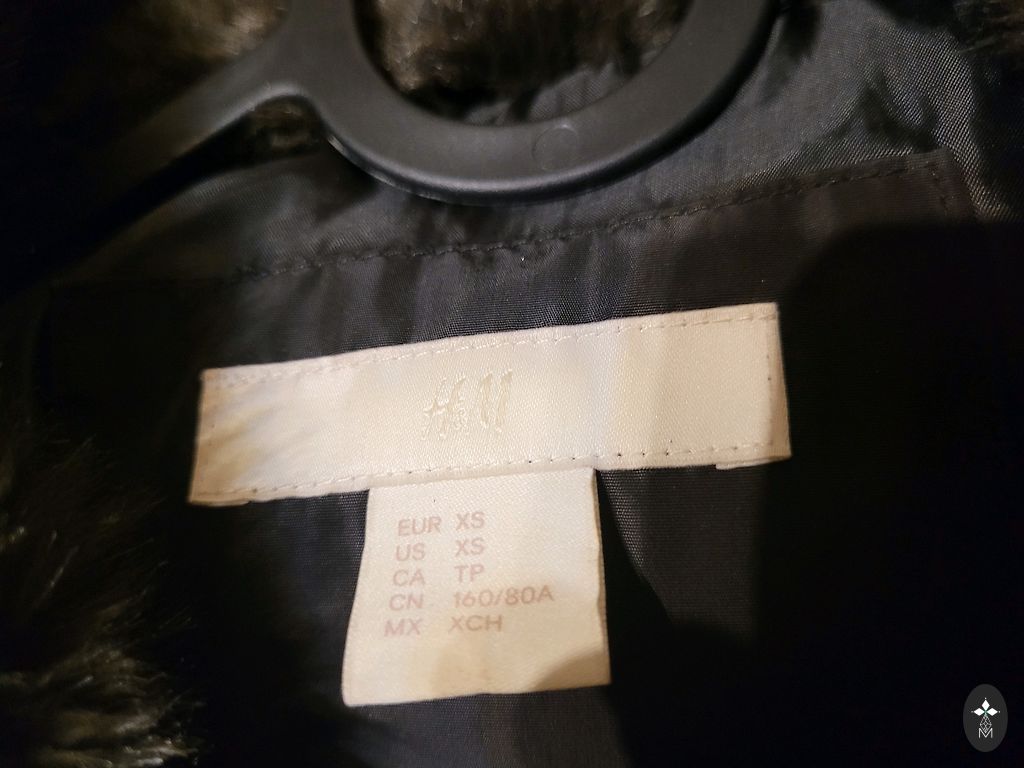 H&M
EUR XS
US XS
CA TP
CN 160/80A
MX XCH
M